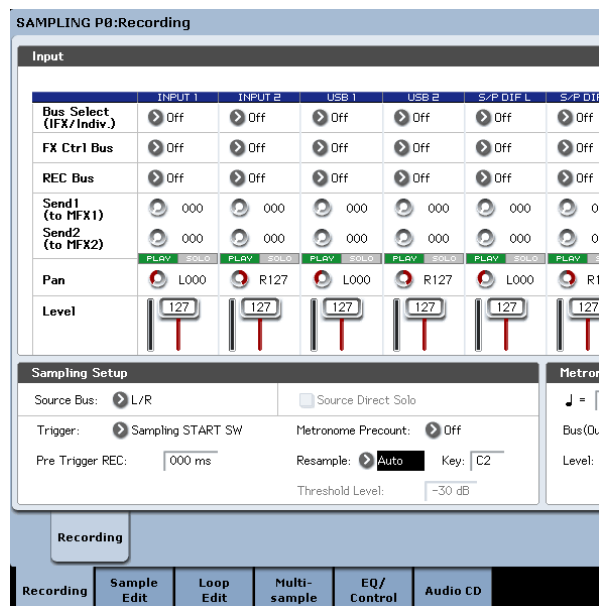 SAMPLING P0:Recording
Input
INPUT 1 INPUT 2 USB 1 USB 2 S/P DIF L S/P DIF
Bus Select (IFX/Indiv.) Off Off Off Off Off Off
FX Ctrl Bus Off Off Off Off Off Off
REC Bus Off Off Off Off Off Off
Send1 (to MFX1) 000 000 000 000 000 0
Send2 (to MFX2) 000 000 000 000 000 0
PLAY SOLO PLAY SOLO PLAY SOLO PLAY SOLO PLAY SOLO PLAY SOLO
Pan L000 R127 L000 R127 L000 R1
Level 127 127 127 127 127 127
Sampling Setup Metron
Source Bus: L/R Source Direct Solo ♩ =
Trigger: Sampling START SW Metronome Precount: Off Bus(Ou
Pre Trigger REC: 000 ms Resample: Auto Key: C2 Level:
Threshold Level: -30 dB
Recording
Recording Sample Edit Loop Edit Multi-sample EQ/Control Audio CD